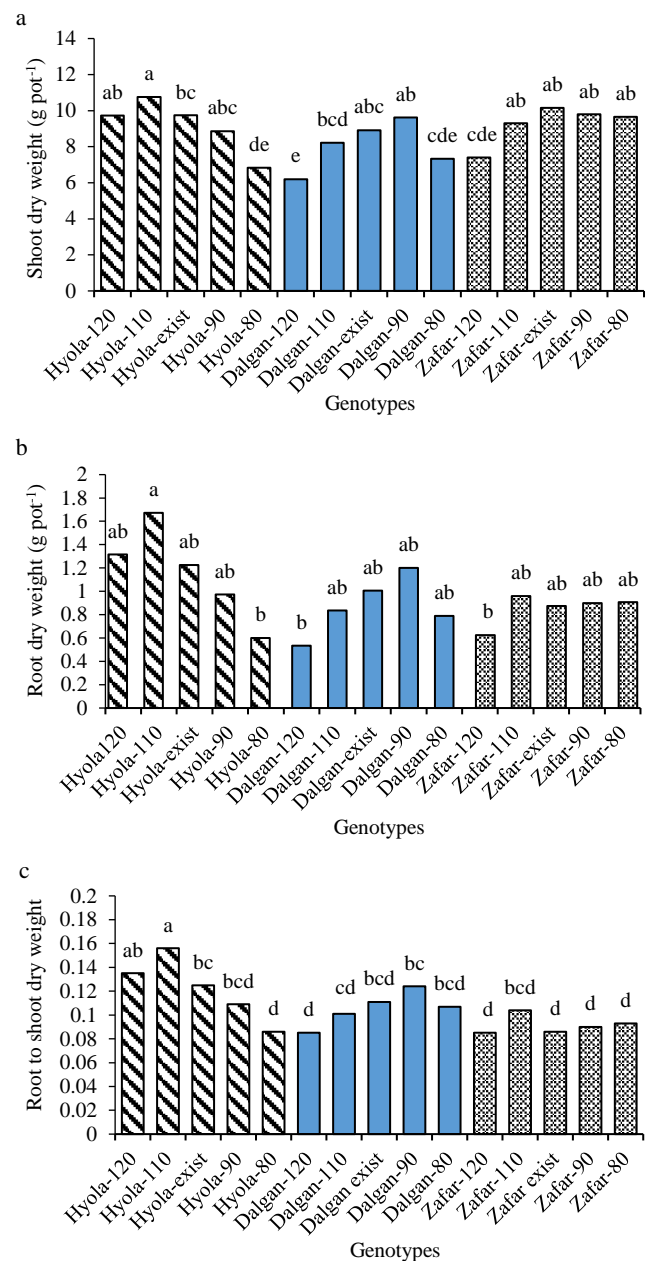 a
Shoot dry weight (g pot-1)
14
12
10
8
6
4
2
0
ab
a
bc
abc
de
e
bcd
abc
ab
cde
cde
ab
ab
ab
ab
Hyola-120
Hyola-110
Hyola-exist
Hyola-90
Hyola-80
Dalgan-120
Dalgan-110
Dalgan-exist
Dalgan-90
Dalgan-80
Zafar-120
Zafar-110
Zafar-exist
Zafar-90
Zafar-80
Genotypes
b
Root dry weight (g pot-1)
2
1.8
1.6
1.4
1.2
1
0.8
0.6
0.4
0.2
0
ab
a
ab
ab
b
b
ab
ab
ab
ab
b
ab
ab
ab
ab
Hyola120
Hyola-110
Hyola-exist
Hyola-90
Hyola-80
Dalgan-120
Dalgan-110
Dalgan-exist
Dalgan-90
Dalgan-80
Zafar-120
Zafar-110
Zafar-exist
Zafar-90
Zafar-80
Genotypes
c
Root to shoot dry weight
0.2
0.18
0.16
0.14
0.12
0.1
0.08
0.06
0.04
0.02
0
ab
a
bc
bcd
d
d
cd
bcd
bc
bcd
d
bcd
d
d
d
Hyola-120
Hyola-110
Hyola-exist
Hyola-90
Hyola-80
Dalgan-120
Dalgan-110
Dalgan exist
Dalgan-90
Dalgan-80
Zafar-120
Zafar-110
Zafar exist
Zafar-90
Zafar-80
Genotypes